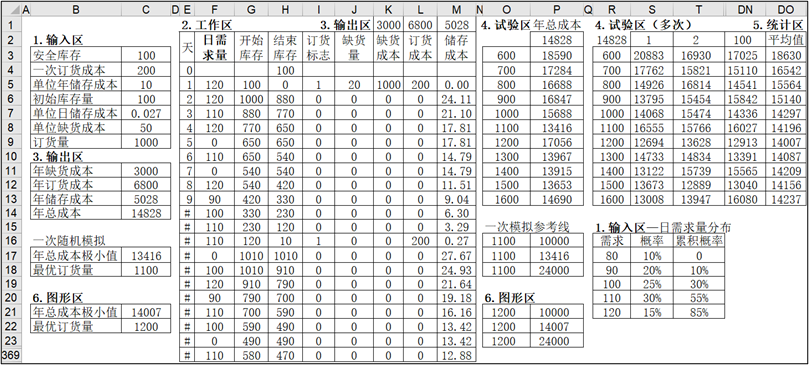 A B C D E F G H I J K L M N O P Q R S T DN DO
1 2. 工作区 3. 输出区 3000 6800 5028 4. 试验区 年总成本 4. 试验区（多次） 5. 统计区
2 1. 输入区 天 日需 开始 结束 订货 缺货 缺货 订货 储存 14828 14828 1 2 100 平均值
3 安全库存 100 求量 库存 库存 标志 量 成本 成本 成本 600 18590 600 20883 16930 17025 18630
4 一次订货成本 200 0 100 700 17284 700 17762 15821 15110 16542
5 单位年储存成本 10 1 120 100 0 1 20 1000 200 0.00 800 16688 800 14926 16814 14541 15564
6 初始库存量 100 2 120 1000 880 0 0 0 0 24.11 900 16847 900 13795 15454 15842 15140
7 单位日储存成本 0.027 3 110 880 770 0 0 0 0 21.10 1000 15688 1000 14068 15474 14336 14297
8 单位缺货成本 50 4 120 770 650 0 0 0 0 17.81 1100 13416 1100 16555 15766 16027 14196
9 订货量 1000 5 0 650 650 0 0 0 0 17.81 1200 17056 1200 12694 13628 12913 14007
10 3. 输出区 6 110 650 540 0 0 0 0 14.79 1300 13967 1300 14733 14834 13391 14087
11 年缺货成本 3000 7 0 540 540 0 0 0 0 14.79 1400 13915 1400 13122 15739 15565 14209
12 年订货成本 6800 8 120 540 420 0 0 0 0 11.51 1500 13653 1500 13673 12889 13040 14156
13 年储存成本 5028 9 90 420 330 0 0 0 0 9.04 1600 14690 1600 13008 13947 16080 14237
14 年总成本 14828 # 100 330 230 0 0 0 0 6.30
15 # 110 230 120 0 0 0 0 3.29 一次模拟参考线 1. 输入区—日需求量分布
16 一次随机模拟 # 110 120 10 1 0 0 200 0.27 1100 10000 需求 概率 累积概率
17 年总成本极小值 13416 # 0 1010 1010 0 0 0 0 27.67 1100 13416 80 10% 0
18 最优订货量 1100 # 100 1010 910 0 0 0 0 24.93 1100 24000 90 20% 10%
19 # 120 910 790 0 0 0 0 21.64 100 25% 30%
20 6. 图形区 # 90 790 700 0 0 0 0 19.18 6. 图形区 110 30% 55%
21 年总成本极小值 14007 # 110 700 590 0 0 0 0 16.16 1200 10000 120 15% 85%
22 最优订货量 1200 # 100 590 490 0 0 0 0 13.42 1200 14007
23 # 0 490 490 0 0 0 0 13.42 1200 24000
369 # 110 580 470 0 0 0 0 12.88